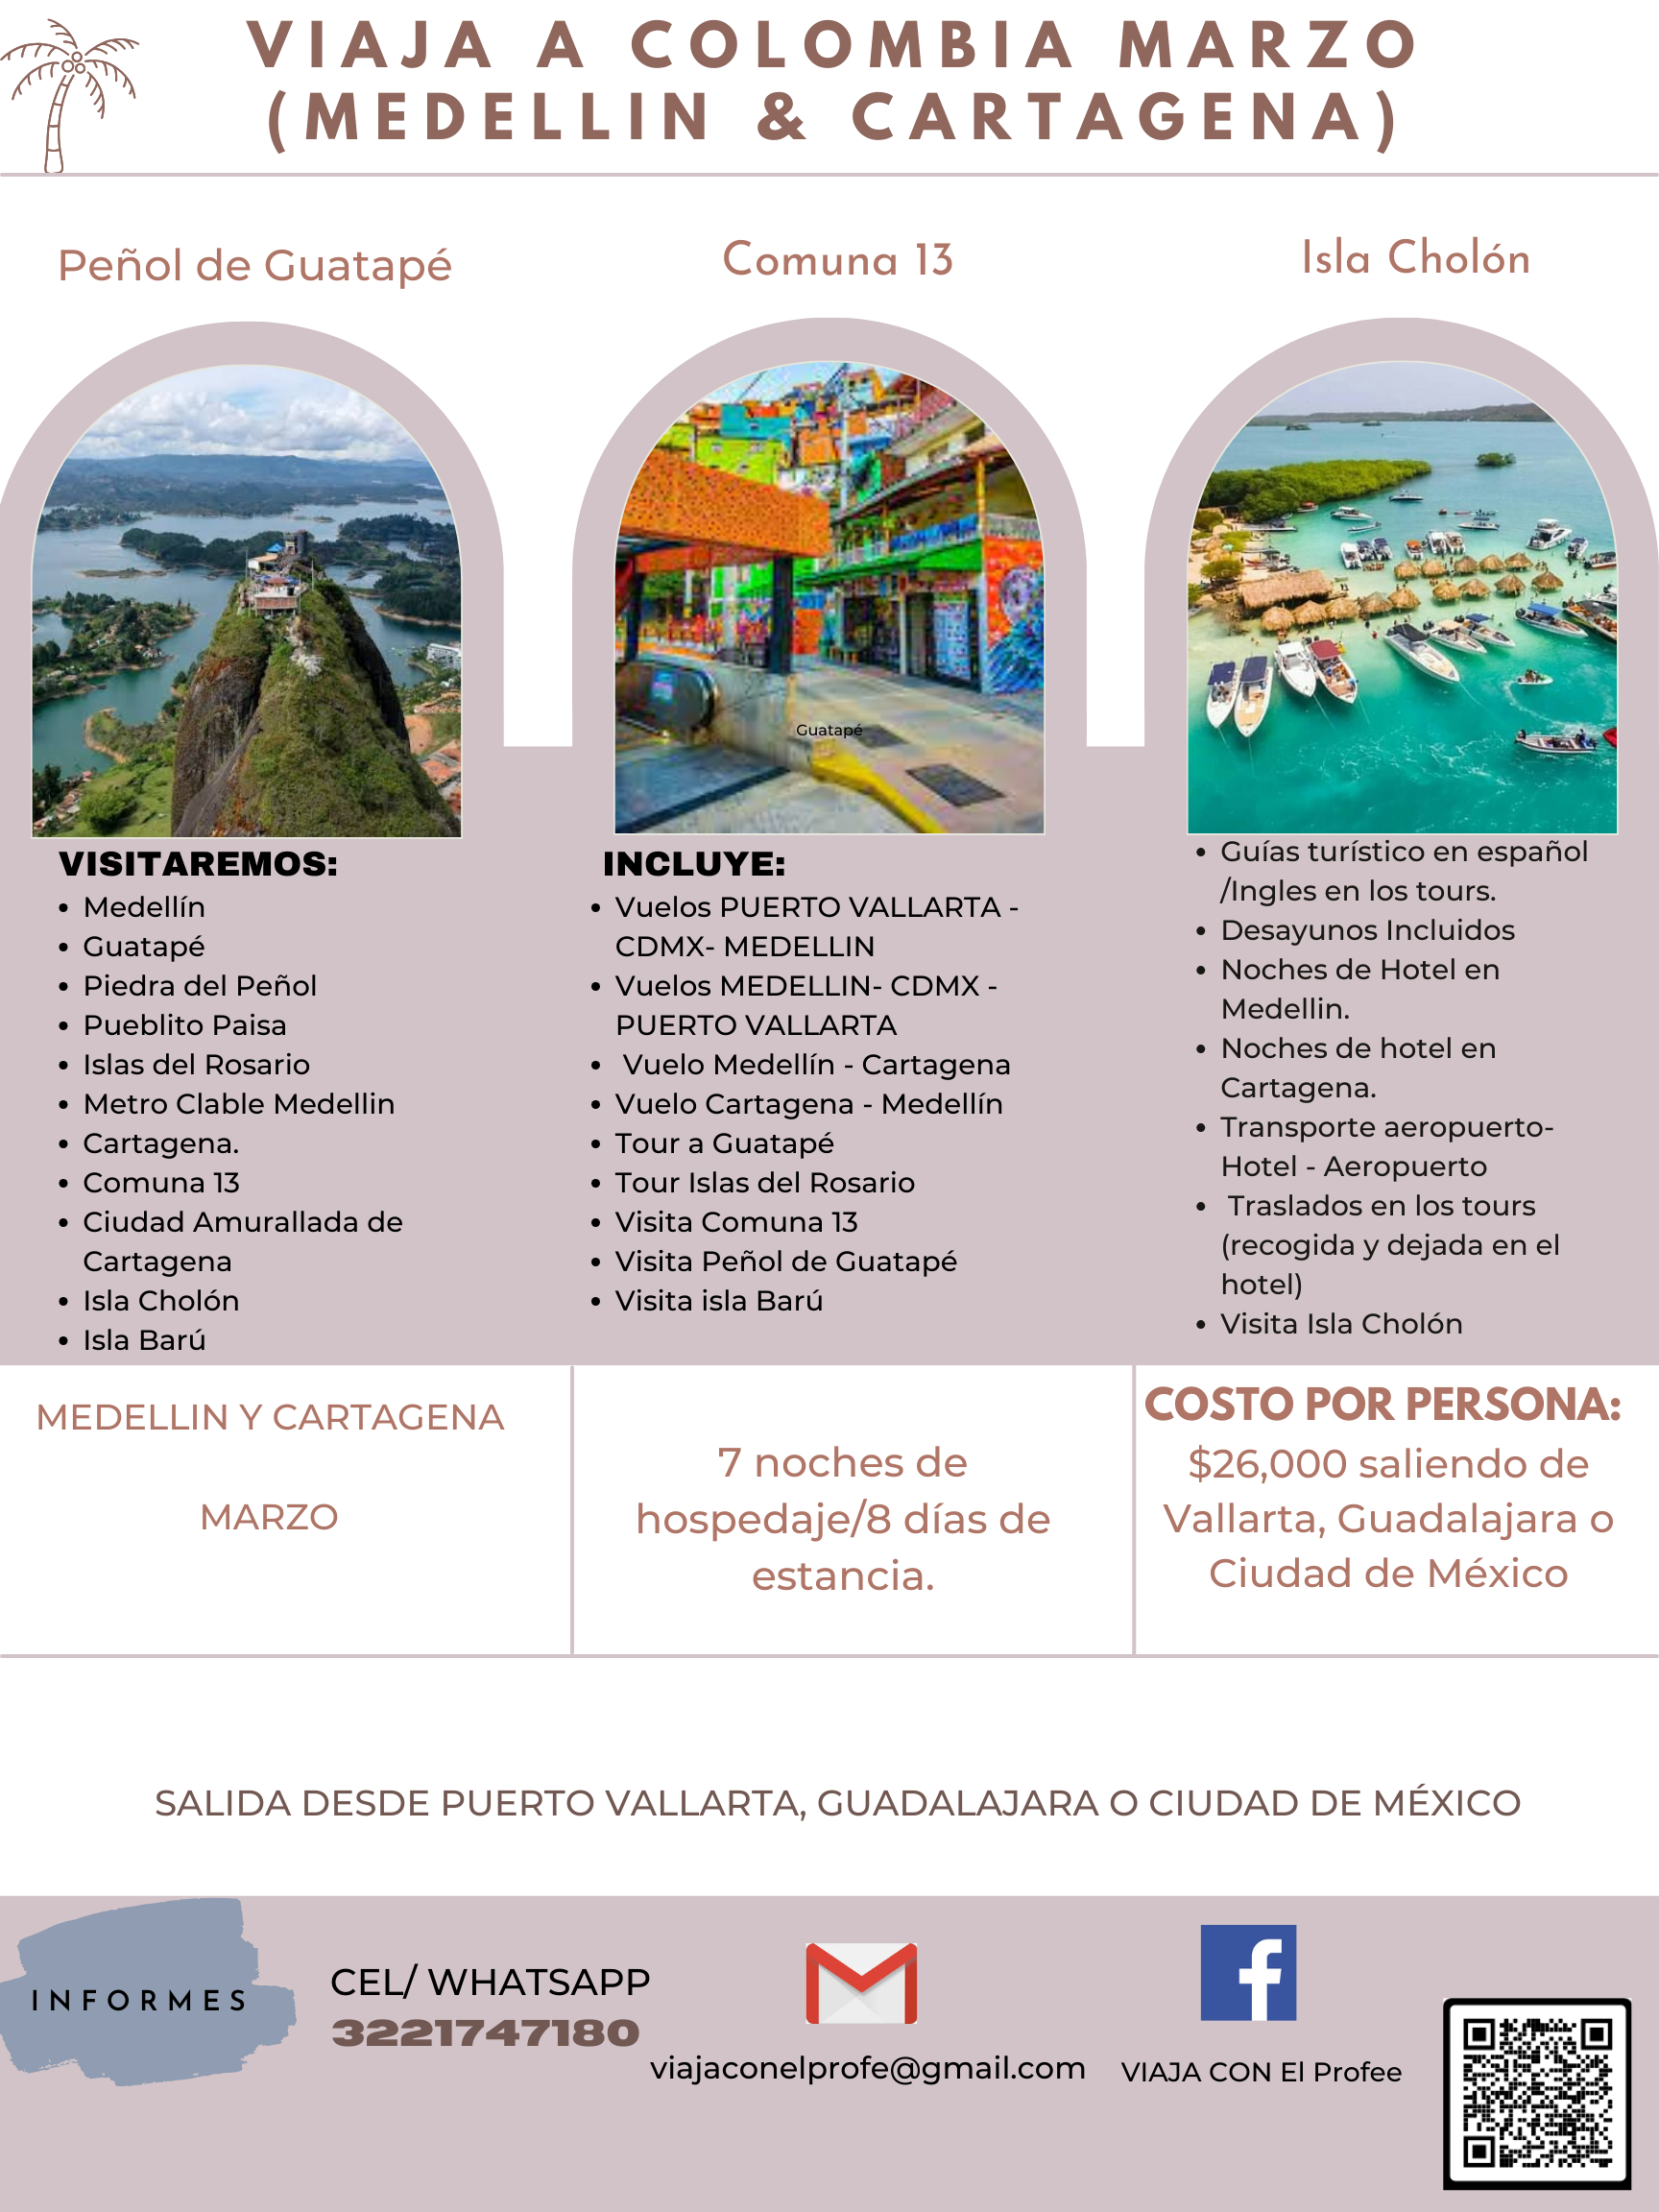 VIAJA A COLOMBIA MARZO
(MEDELLIN & CARTAGENA)
Peñol de Guatapé
Comuna 13
Isla Cholón
Guatapé
VISITAREMOS:
• Medellín
• Guatapé
• Piedra del Peñol
• Pueblito Paisa
• Islas del Rosario
• Metro Clable Medellin
• Cartagena.
• Comuna 13
• Ciudad Amurallada de
Cartagena
• Isla Cholón
• Isla Barú
INCLUYE:
• Vuelos PUERTO VALLARTA -
CDMX- MEDELLIN
• Vuelos MEDELLIN- CDMX -
PUERTO VALLARTA
• Vuelo Medellín - Cartagena
• Vuelo Cartagena - Medellín
• Tour a Guatapé
• Tour Islas del Rosario
• Visita Comuna 13
• Visita Peñol de Guatapé
• Visita isla Barú
• Guías turístico en español
/Ingles en los tours.
• Desayunos Incluidos
• Noches de Hotel en
Medellin.
• Noches de hotel en
Cartagena.
• Transporte aeropuerto-
Hotel - Aeropuerto
• Traslados en los tours
(recogida y dejada en el
hotel)
• Visita Isla Cholón
MEDELLIN Y CARTAGENA
MARZO
7 noches de
hospedaje/8 días de
estancia.
COSTO POR PERSONA:
$26,000 saliendo de
Vallarta, Guadalajara o
Ciudad de México
SALIDA DESDE PUERTO VALLARTA, GUADALAJARA O CIUDAD DE MÉXICO
INFORMES
CEL/ WHATSAPP
3221747180
viajaconelprofe@gmail.com
VIAJA CON El Profee